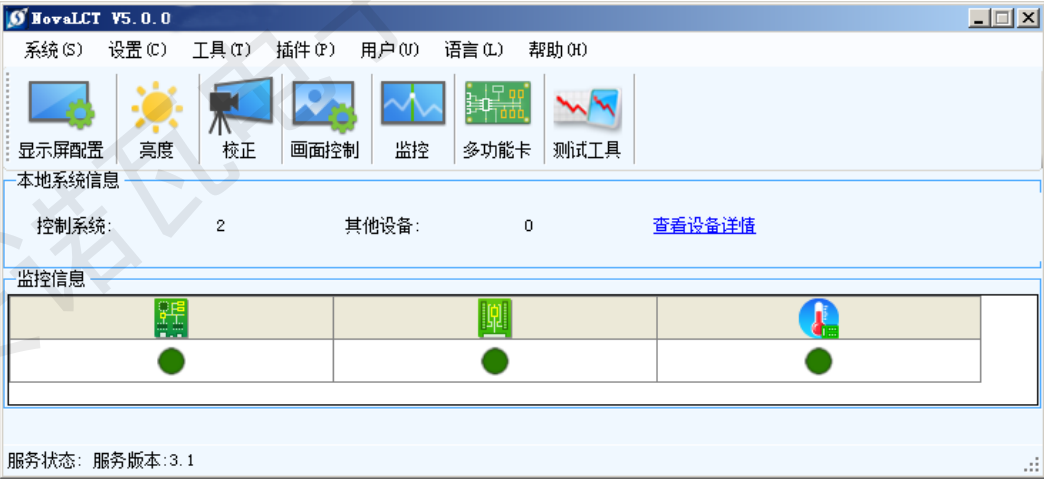 NovaLCT V5.0.0
系统(S) 设置(C) 工具(T) 插件(P) 用户(U) 语言(L) 帮助(H)
显示屏配置 亮度 校正 画面控制 监控 多功能卡 测试工具
本地系统信息
控制系统: 2 其他设备: 0 查看设备详情
监控信息
服务状态: 服务版本:3.1